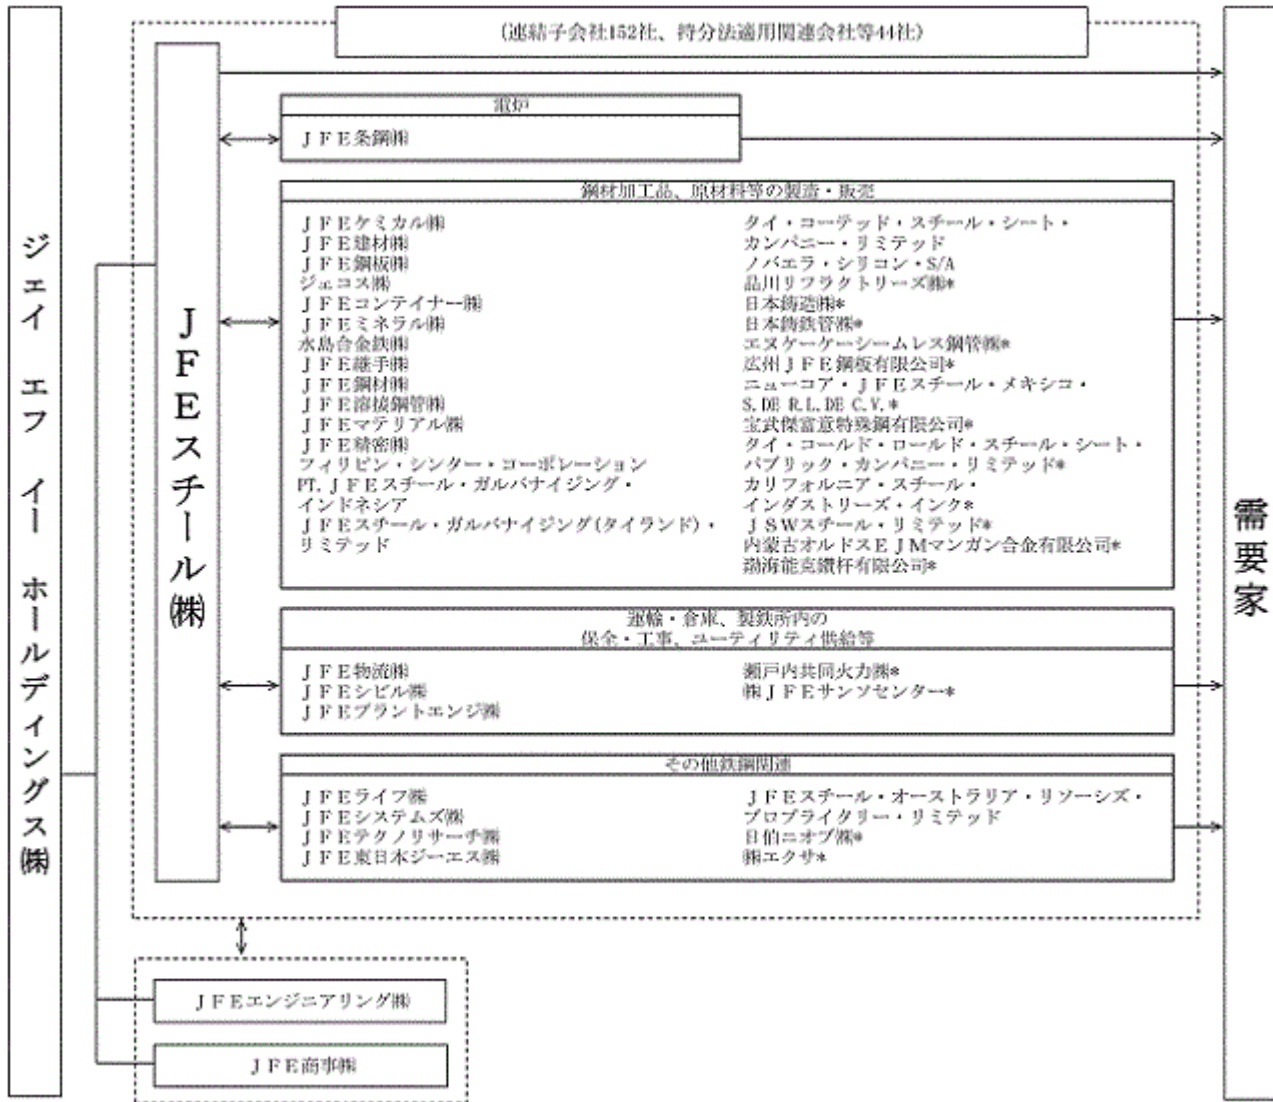 (連結子会社152社、持分法適用関連会社等44社)
ジェイ エフ イー ホールディングス㈱
JFEスチール㈱
電炉
JFE条鋼㈱
鋼材加工品、原材料等の製造・販売
JFEケミカル㈱
JFE建材㈱
JFE鋼板㈱
ジェコス㈱
JFEコンテイナー㈱
JFEミネラル㈱
水島合金鉄㈱
JFE継手㈱
JFE鋼材㈱
JFE溶接鋼管㈱
JFEマテリアル㈱
JFE精密㈱
フィリピン・シンター・コーポレーション
PT.JFEスチール・ガルバナイジング・
インドネシア
JFEスチール・ガルバナイジング(タイランド)・
リミテッド
タイ・コーテッド・スチール・シート・
カンパニー・リミテッド
ノバエラ・シリコン・S/A
品川リフラクトリーズ㈱*
日本鋳造㈱*
日本鋳鉄管㈱*
エヌケーケーシームレス鋼管㈱*
広州JFE鋼板有限公司*
ニューコア・JFEスチール・メキシコ・
S.DE R.L.DE C.V.*
宝武傑富意特殊鋼有限公司*
タイ・コールド・ロールド・スチール・シート・
パブリック・カンパニー・リミテッド*
カリフォルニア・スチール・
インダストリーズ・インク*
JSWスチール・リミテッド*
内蒙古オルドスEJMマンガン合金有限公司*
渤海能克鑽杆有限公司*
運輸・倉庫、製鉄所内の
保全・工事、ユーティリティ供給等
JFE物流㈱
JFEシビル㈱
JFEプラントエンジ㈱
瀬戸内共同火力㈱*
㈱JFEサンソセンター*
その他鉄鋼関連
JFEライフ㈱
JFEシステムズ㈱
JFEテクノリサーチ㈱
JFE東日本ジーエス㈱
JFEスチール・オーストラリア・リソーシズ・
プロプライタリー・リミテッド
日伯ニオブ㈱*
㈱エクサ*
需要家
JFEエンジニアリング㈱
JFE商事㈱